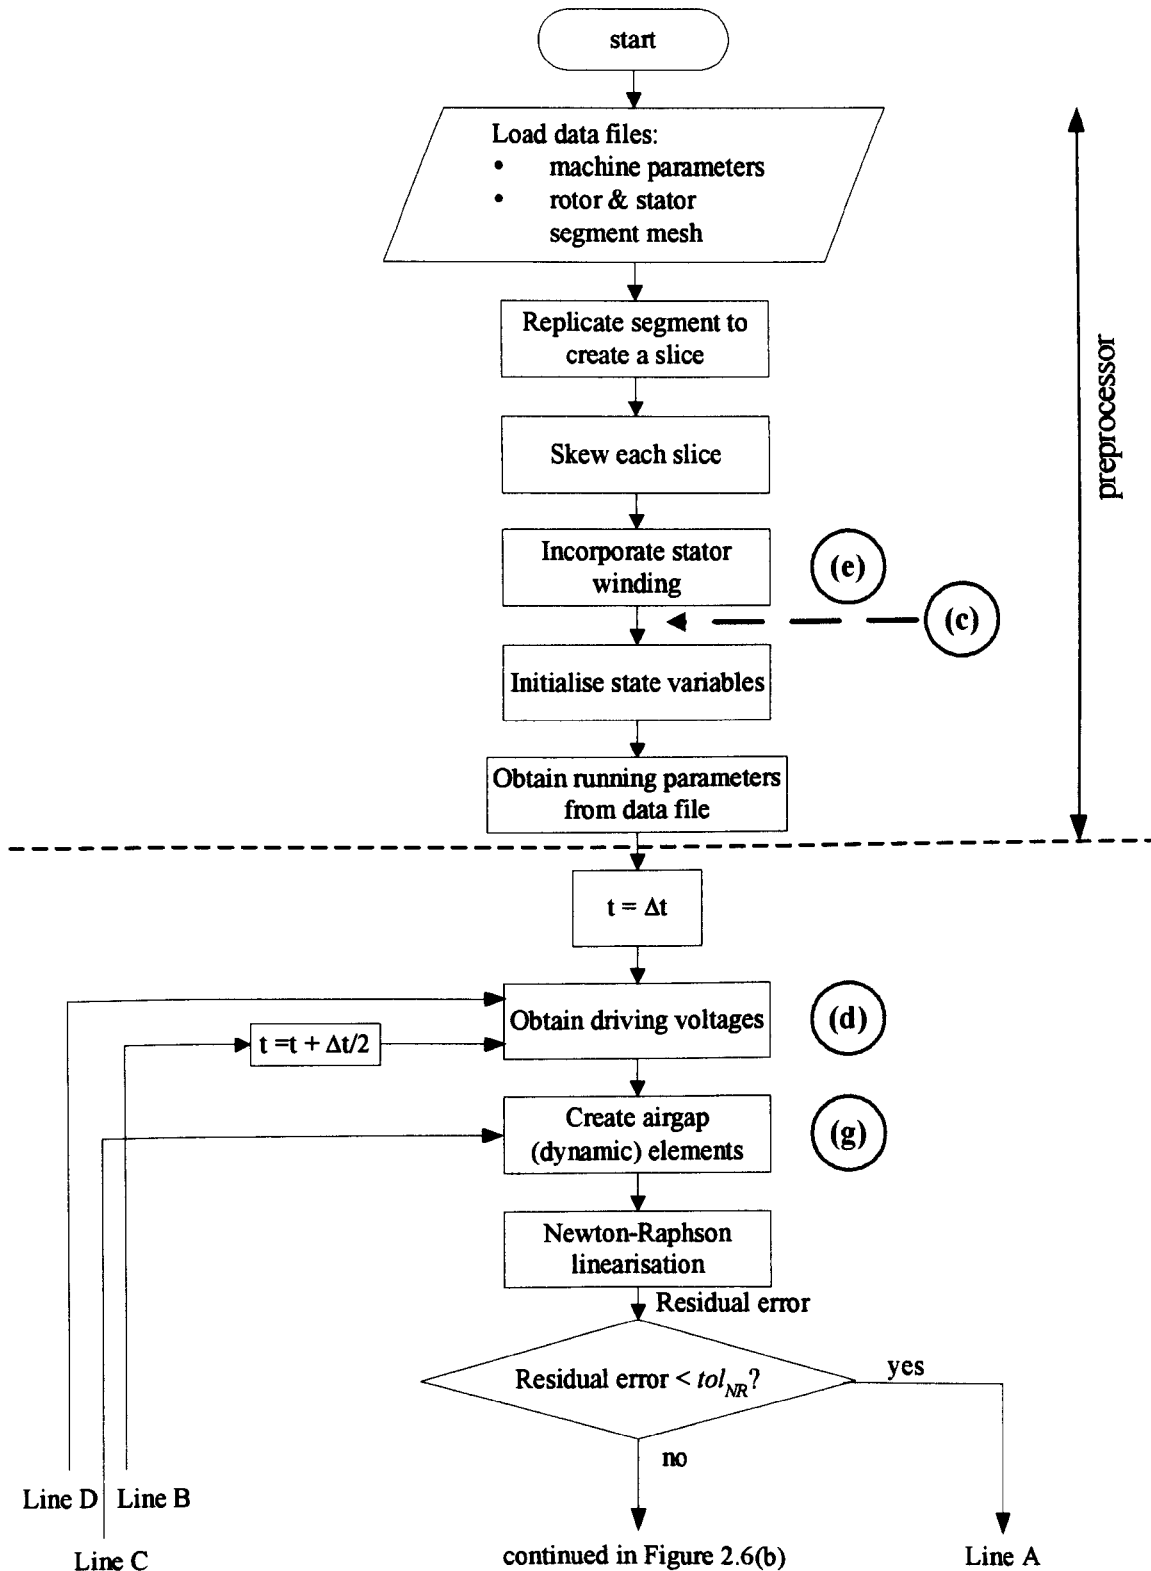 start
Load data files:
• machine parameters
• rotor & stator
segment mesh
Replicate segment to
create a slice
Skew each slice
preprocessor
Incorporate stator
winding
(e)
(c)
Initialise state variables
Obtain running parameters
from data file
t = Δt
Obtain driving voltages
(d)
t =t + Δt/2
Create airgap
(dynamic) elements
(g)
Newton-Raphson
linearisation
Residual error
Residual error < tol_NR?
yes
no
Line D
Line B
Line C
continued in Figure 2.6(b)
Line A